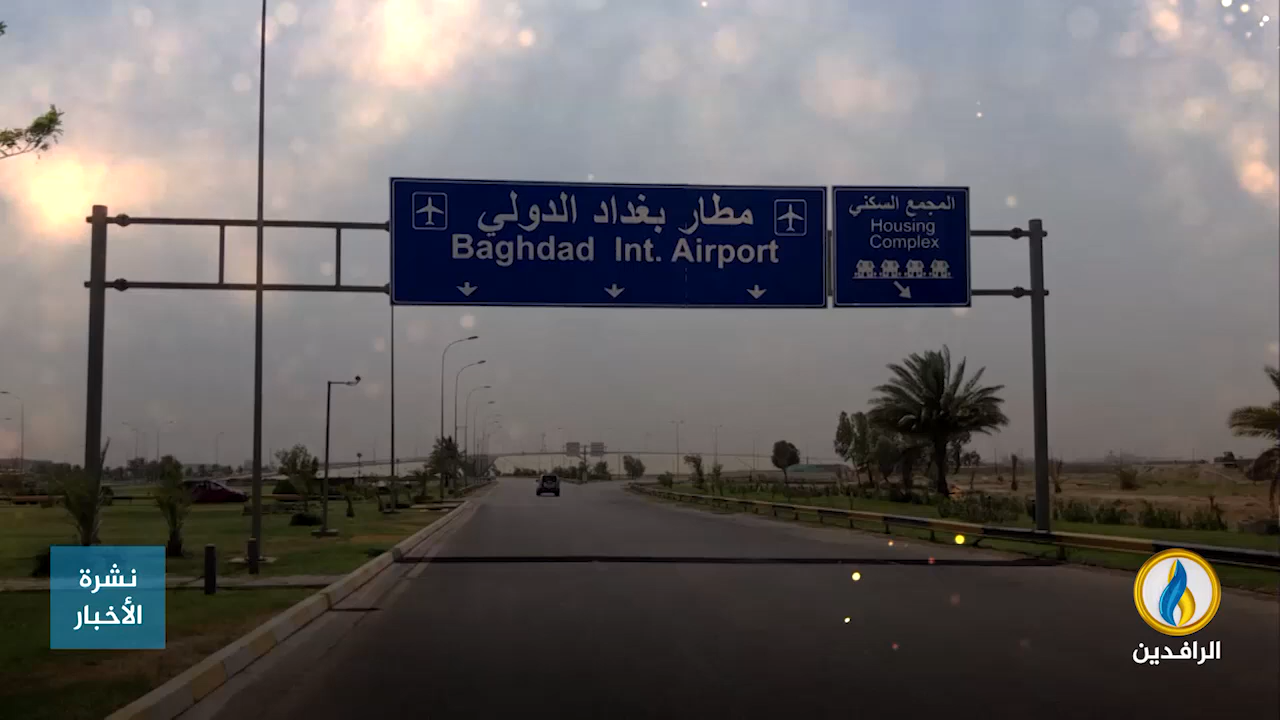 مطار بغداد الدولي
Baghdad Int. Airport
المجمع السكني
Housing
Complex
نشرة
الأخبار
الرافدين